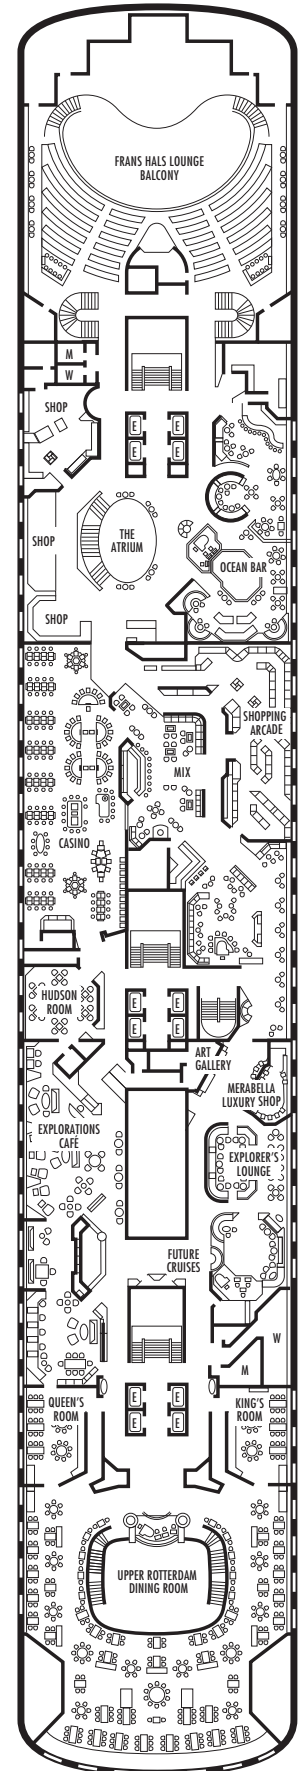 FRANS HALS LOUNGE
BALCONY
M
W
SHOP
E
E
E
E
SHOP
THE
ATRIUM
OCEAN BAR
SHOP
SHOPPING
ARCADE
MIX
CASINO
HUDSON
ROOM
E
E
E
E
ART
GALLERY
MERABELLA
LUXURY SHOP
EXPLORATIONS
CAFÉ
EXPLORER'S
LOUNGE
FUTURE
CRUISES
W
M
QUEEN'S
ROOM
E
E
E
E
KING'S
ROOM
UPPER ROTTERDAM
DINING ROOM